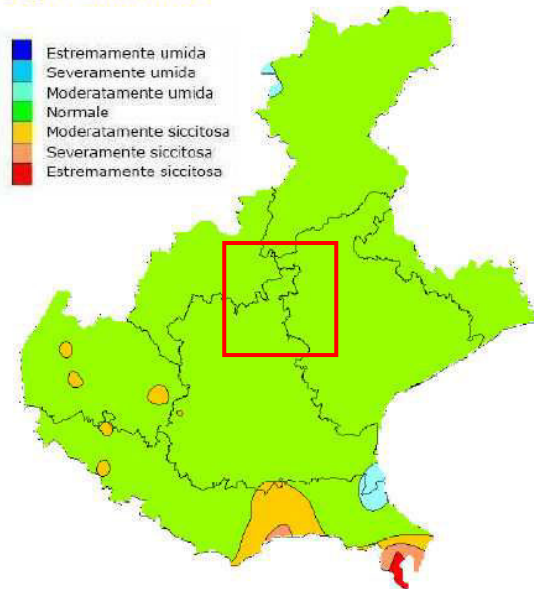 Estremamente umida
Severamente umida
Moderatamente umida
Normale
Moderatamente siccitosa
Severamente siccitosa
Estremamente siccitosa